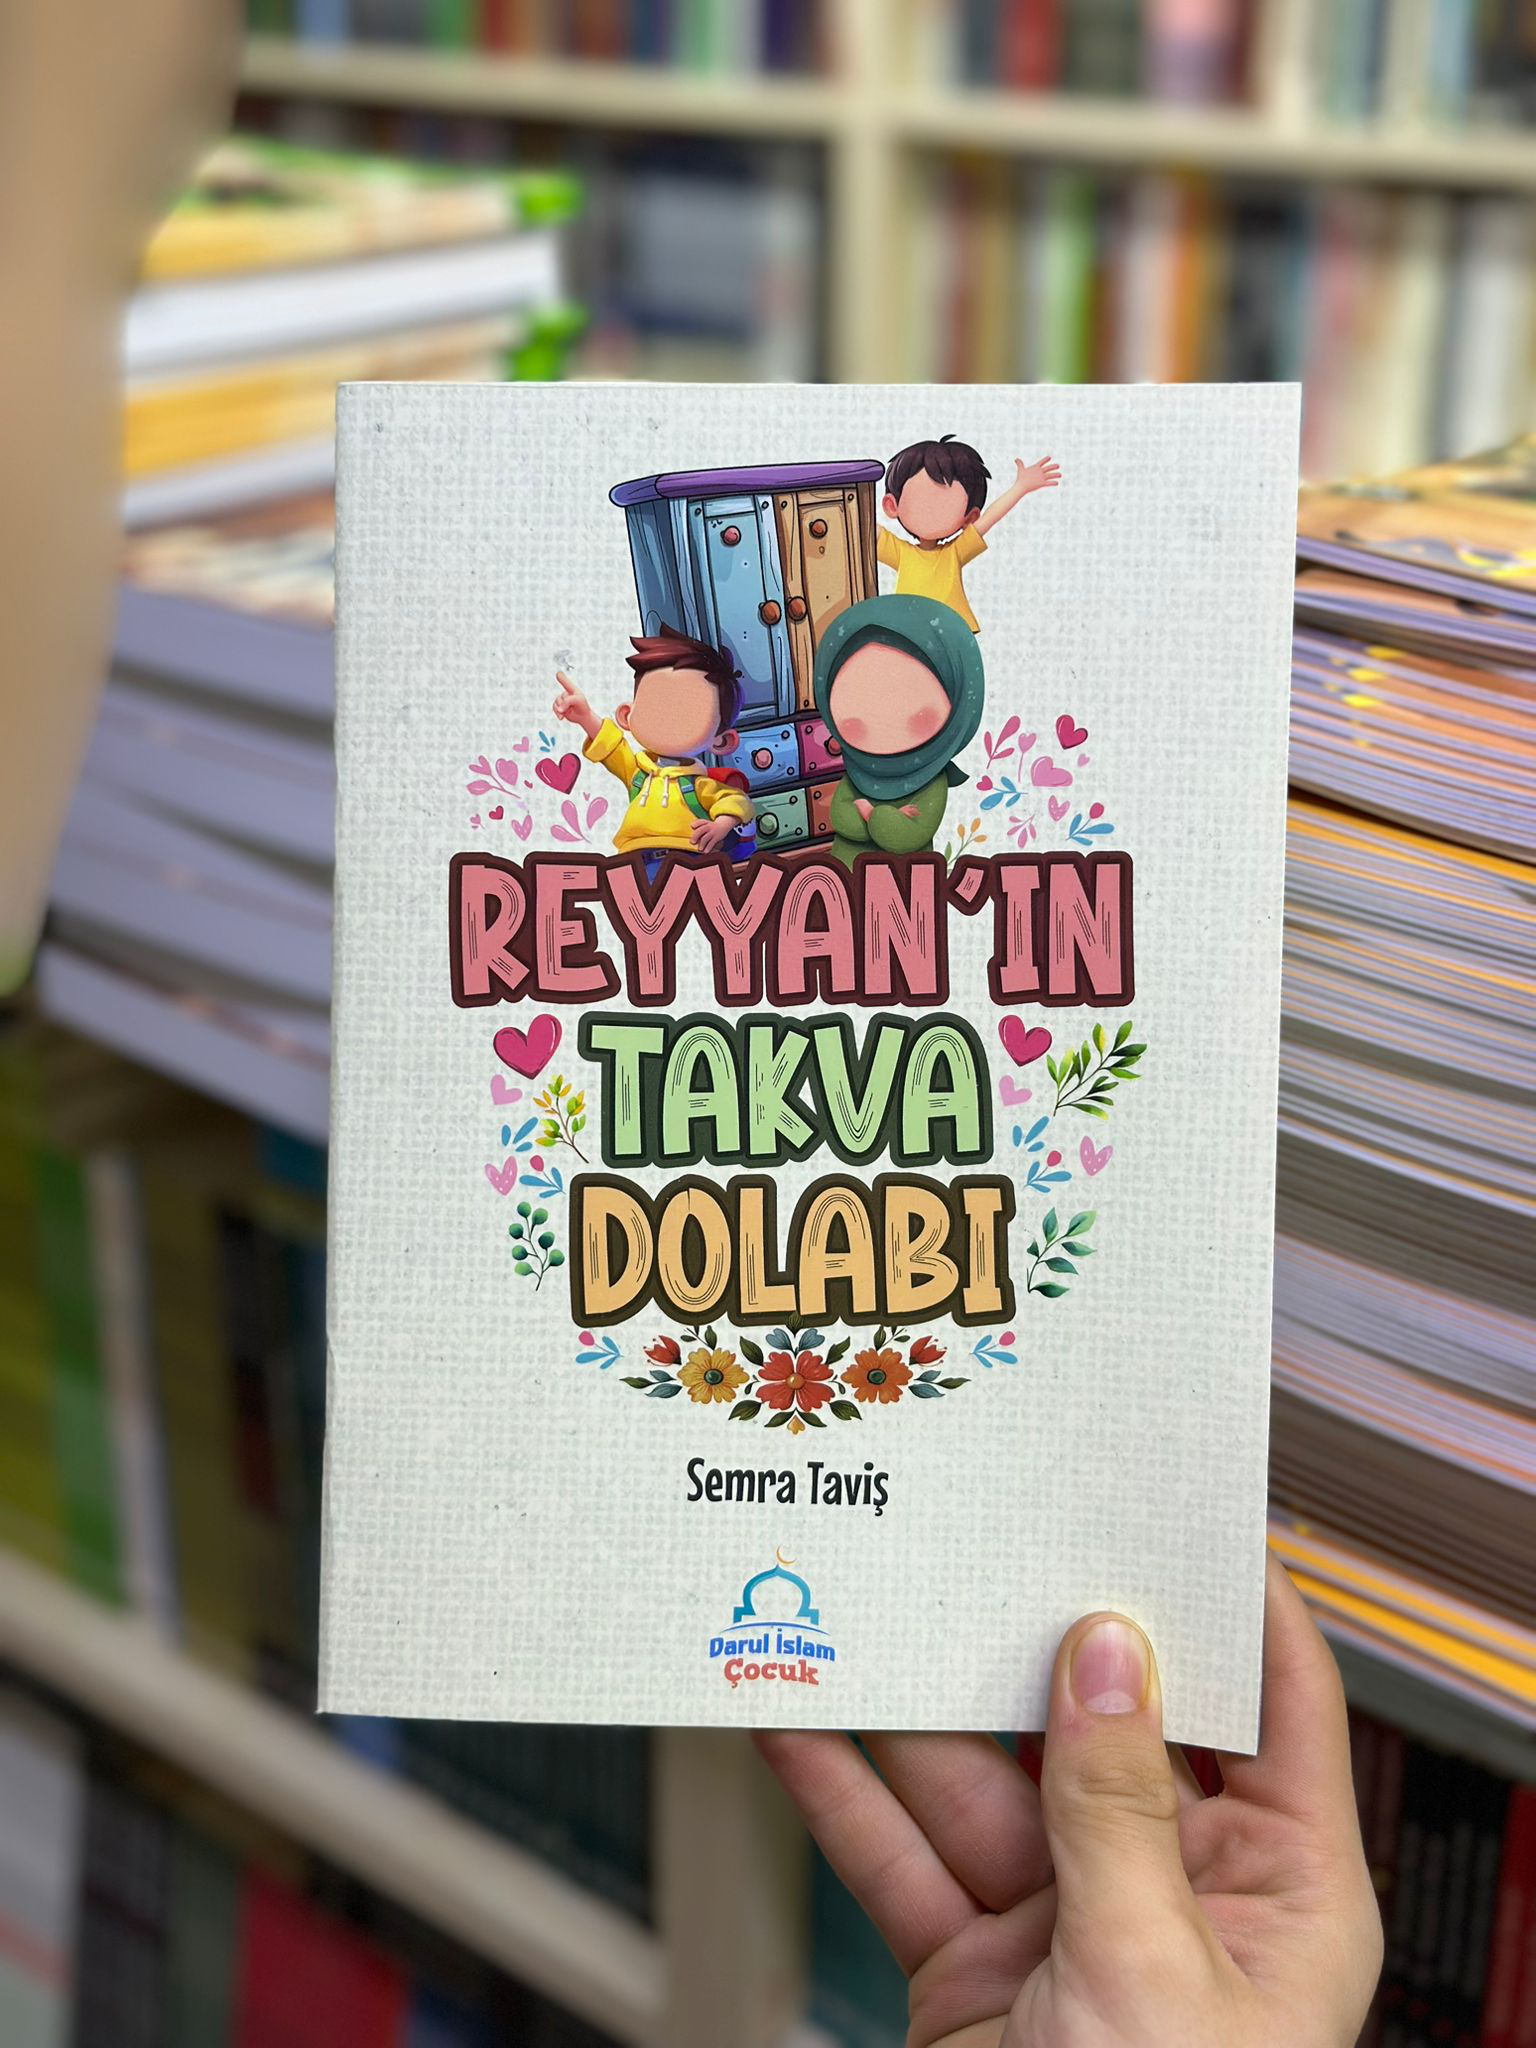 REYYAN'IN
TAKVA
DOLABI
Semra Taviş
Darul İslam
Çocuk